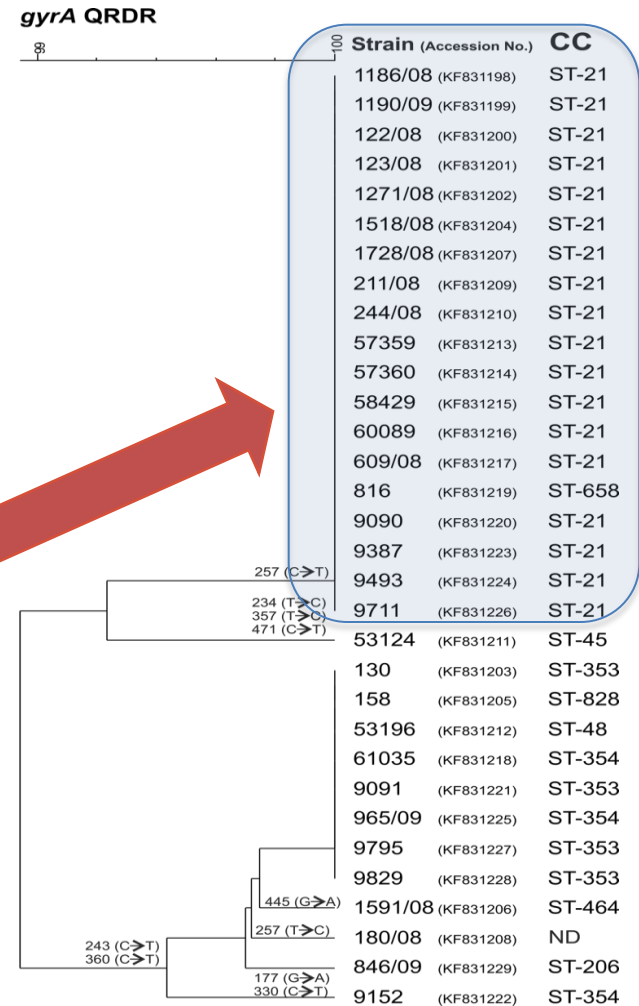 gyrA QRDR
99 100
Strain (Accession No.) CC
1186/08 (KF831198) ST-21
1190/09 (KF831199) ST-21
122/08 (KF831200) ST-21
123/08 (KF831201) ST-21
1271/08 (KF831202) ST-21
1518/08 (KF831204) ST-21
1728/08 (KF831207) ST-21
211/08 (KF831209) ST-21
244/08 (KF831210) ST-21
57359 (KF831213) ST-21
57360 (KF831214) ST-21
58429 (KF831215) ST-21
60089 (KF831216) ST-21
609/08 (KF831217) ST-21
816 (KF831219) ST-658
9090 (KF831220) ST-21
9387 (KF831223) ST-21
257 (C→T) 9493 (KF831224) ST-21
234 (T→C)
357 (T→C) 9711 (KF831226) ST-21
471 (C→T)
53124 (KF831211) ST-45
130 (KF831203) ST-353
158 (KF831205) ST-828
53196 (KF831212) ST-48
61035 (KF831218) ST-354
9091 (KF831221) ST-353
965/09 (KF831225) ST-354
9795 (KF831227) ST-353
9829 (KF831228) ST-353
445 (G→A) 1591/08 (KF831206) ST-464
257 (T→C) 180/08 (KF831208) ND
243 (C→T)
360 (C→T)
846/09 (KF831229) ST-206
177 (G→A)
330 (C→T) 9152 (KF831222) ST-354